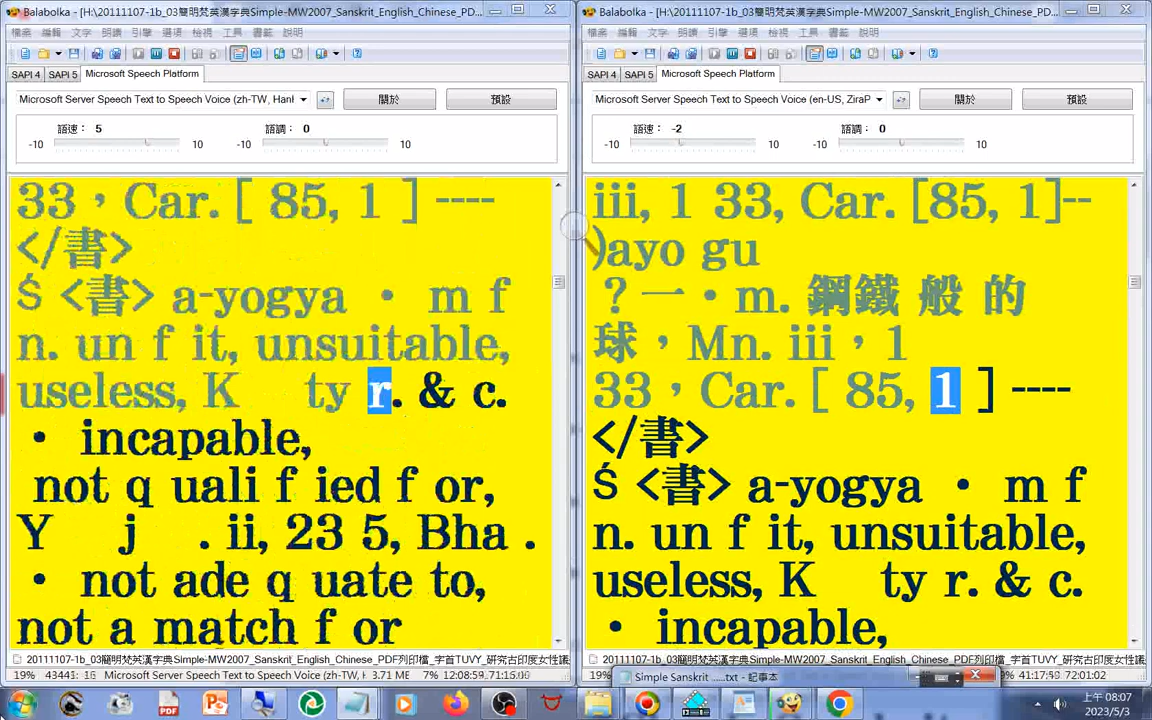 Balabolka - [H:\20111107-1b_03簡明梵英漢字典Simple-MW2007_Sanskrit_English_Chinese_PD...
檔案 編輯 文字 朗讀 引擎 選項 檢視 工具 書籤 說明
SAPI 4 SAPI 5 Microsoft Speech Platform
Microsoft Server Speech Text to Speech Voice (zh-TW, Hanl
關於
預設
語速： 5
語調： 0
-10 10 -10 10
33，Car. [ 85, 1 ] ----
</書>
Ś <書> a-yogya • m f
n. un f it, unsuitable,
useless, K ty r. & c.
• incapable,
not q uali f ied f or,
Y j . ii, 23 5, Bha .
• not ade q uate to,
not a match f or
20111107-1b_03簡明梵英漢字典Simple-MW2007_Sanskrit_English_Chinese_PDF列印檔_字首TUVY_研究古印度女性議
19% 43441: 16 Microsoft Speech Platform: Microsoft Server Speech Text to Speech Voice (zh-TW, 3.71 MB 7% 12:08:59
Balabolka - [H:\20111107-1b_03簡明梵英漢字典Simple-MW2007_Sanskrit_English_Chinese_PD...
檔案 編輯 文字 朗讀 引擎 選項 檢視 工具 書籤 說明
SAPI 4 SAPI 5 Microsoft Speech Platform
Microsoft Server Speech Text to Speech Voice (en-US, ZiraP
關於
預設
語速： -2
語調： 0
-10 10 -10 10
iii, 1 33, Car. [85, 1]--
)ayo gu
？一•m. 鋼鐵 般 的
球，Mn. iii，1
33，Car. [ 85, 1 ] ----
</書>
Ś <書> a-yogya • m f
n. un f it, unsuitable,
useless, K ty r. & c.
• incapable,
20111107-1b_03簡明梵英漢字典Simple-MW2007_Sanskrit_English_Chinese_PDF列印檔_字首TUVY_研究古印度女性議
Simple Sanskrit ......txt - 記事本
19% 72:01:02
上午 08:07
2023/5/3